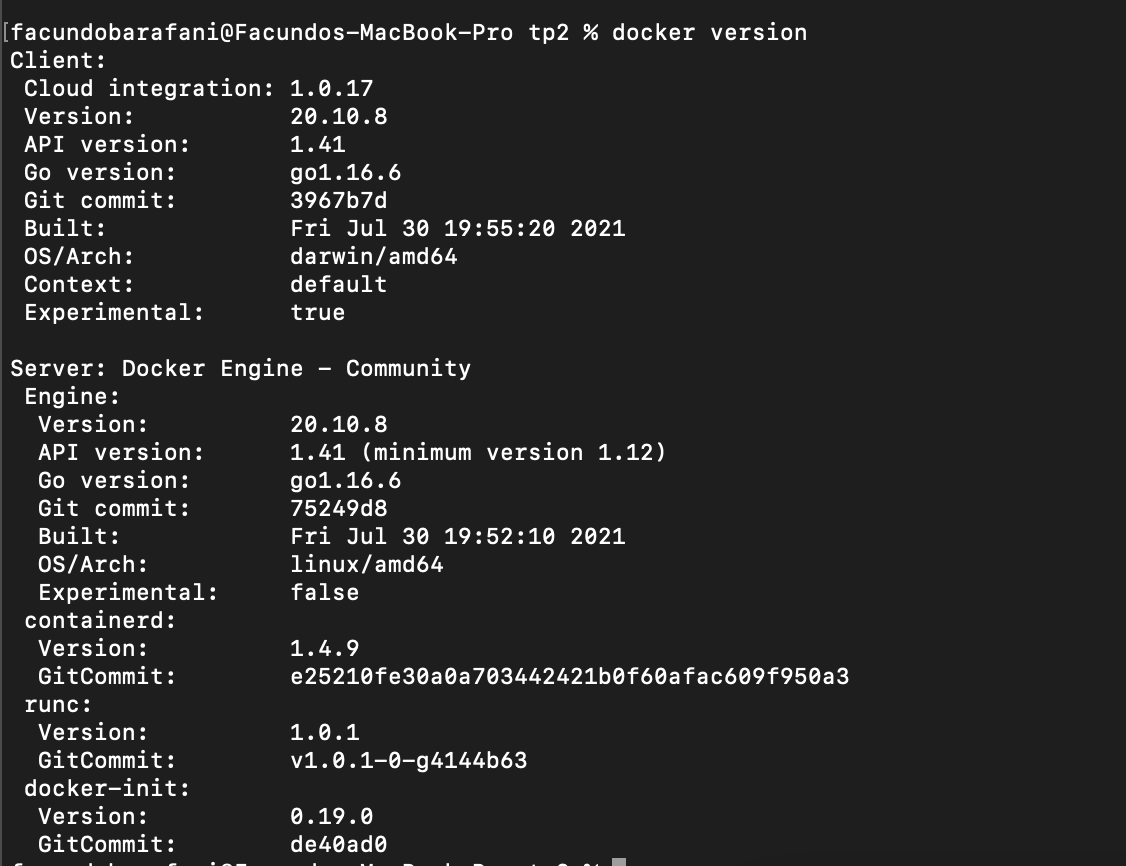 [facundobarafani@Facundos-MacBook-Pro tp2 % docker version
Client:
 Cloud integration: 1.0.17
 Version:           20.10.8
 API version:       1.41
 Go version:        go1.16.6
 Git commit:        3967b7d
 Built:             Fri Jul 30 19:55:20 2021
 OS/Arch:           darwin/amd64
 Context:           default
 Experimental:      true

Server: Docker Engine - Community
 Engine:
  Version:          20.10.8
  API version:      1.41 (minimum version 1.12)
  Go version:       go1.16.6
  Git commit:       75249d8
  Built:            Fri Jul 30 19:52:10 2021
  OS/Arch:          linux/amd64
  Experimental:     false
 containerd:
  Version:          1.4.9
  GitCommit:        e25210fe30a0a703442421b0f60afac609f950a3
 runc:
  Version:          1.0.1
  GitCommit:        v1.0.1-0-g4144b63
 docker-init:
  Version:          0.19.0
  GitCommit:        de40ad0